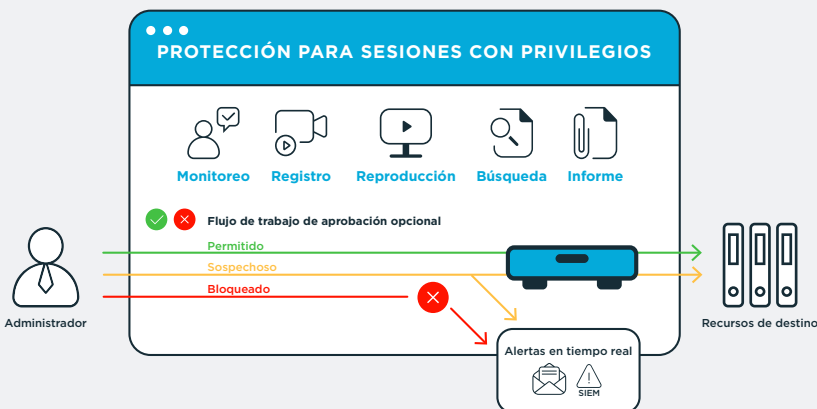 PROTECCIÓN PARA SESIONES CON PRIVILEGIOS
Monitoreo
Registro
Reproducción
Búsqueda
Informe
Flujo de trabajo de aprobación opcional
Permitido
Sospechoso
Bloqueado
Administrador
Recursos de destino
Alertas en tiempo real
SIEM